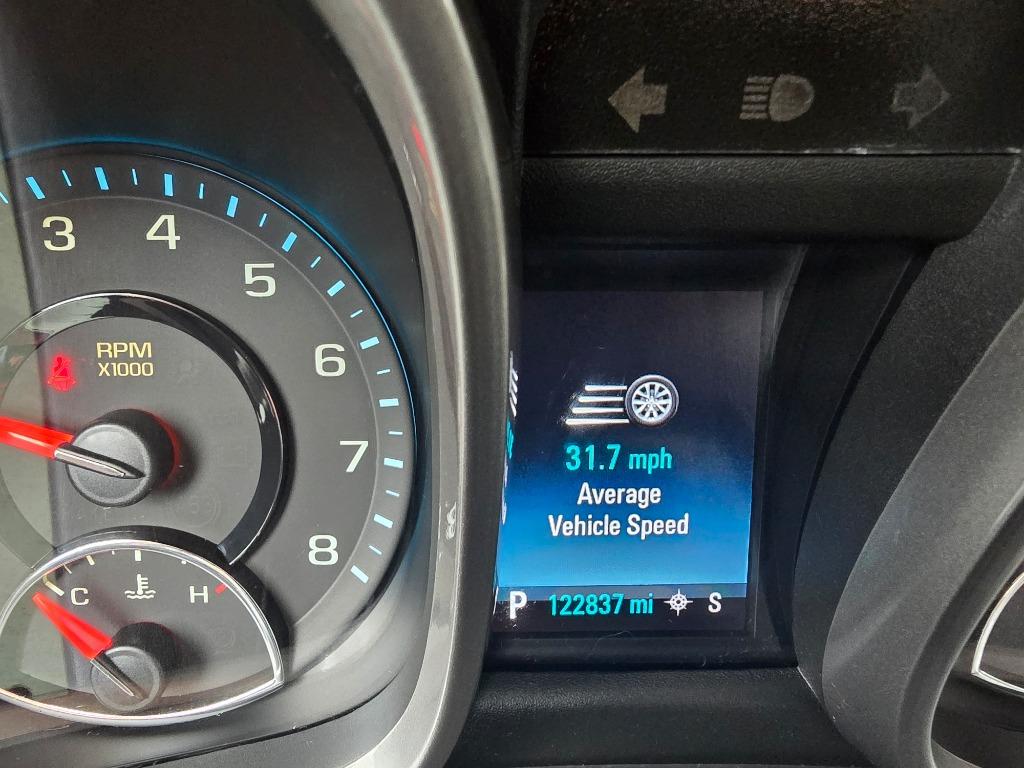 3
4
5
6
7
8
RPM
X1000
C
H
31.7 mph
Average
Vehicle Speed
P 122837 mi S